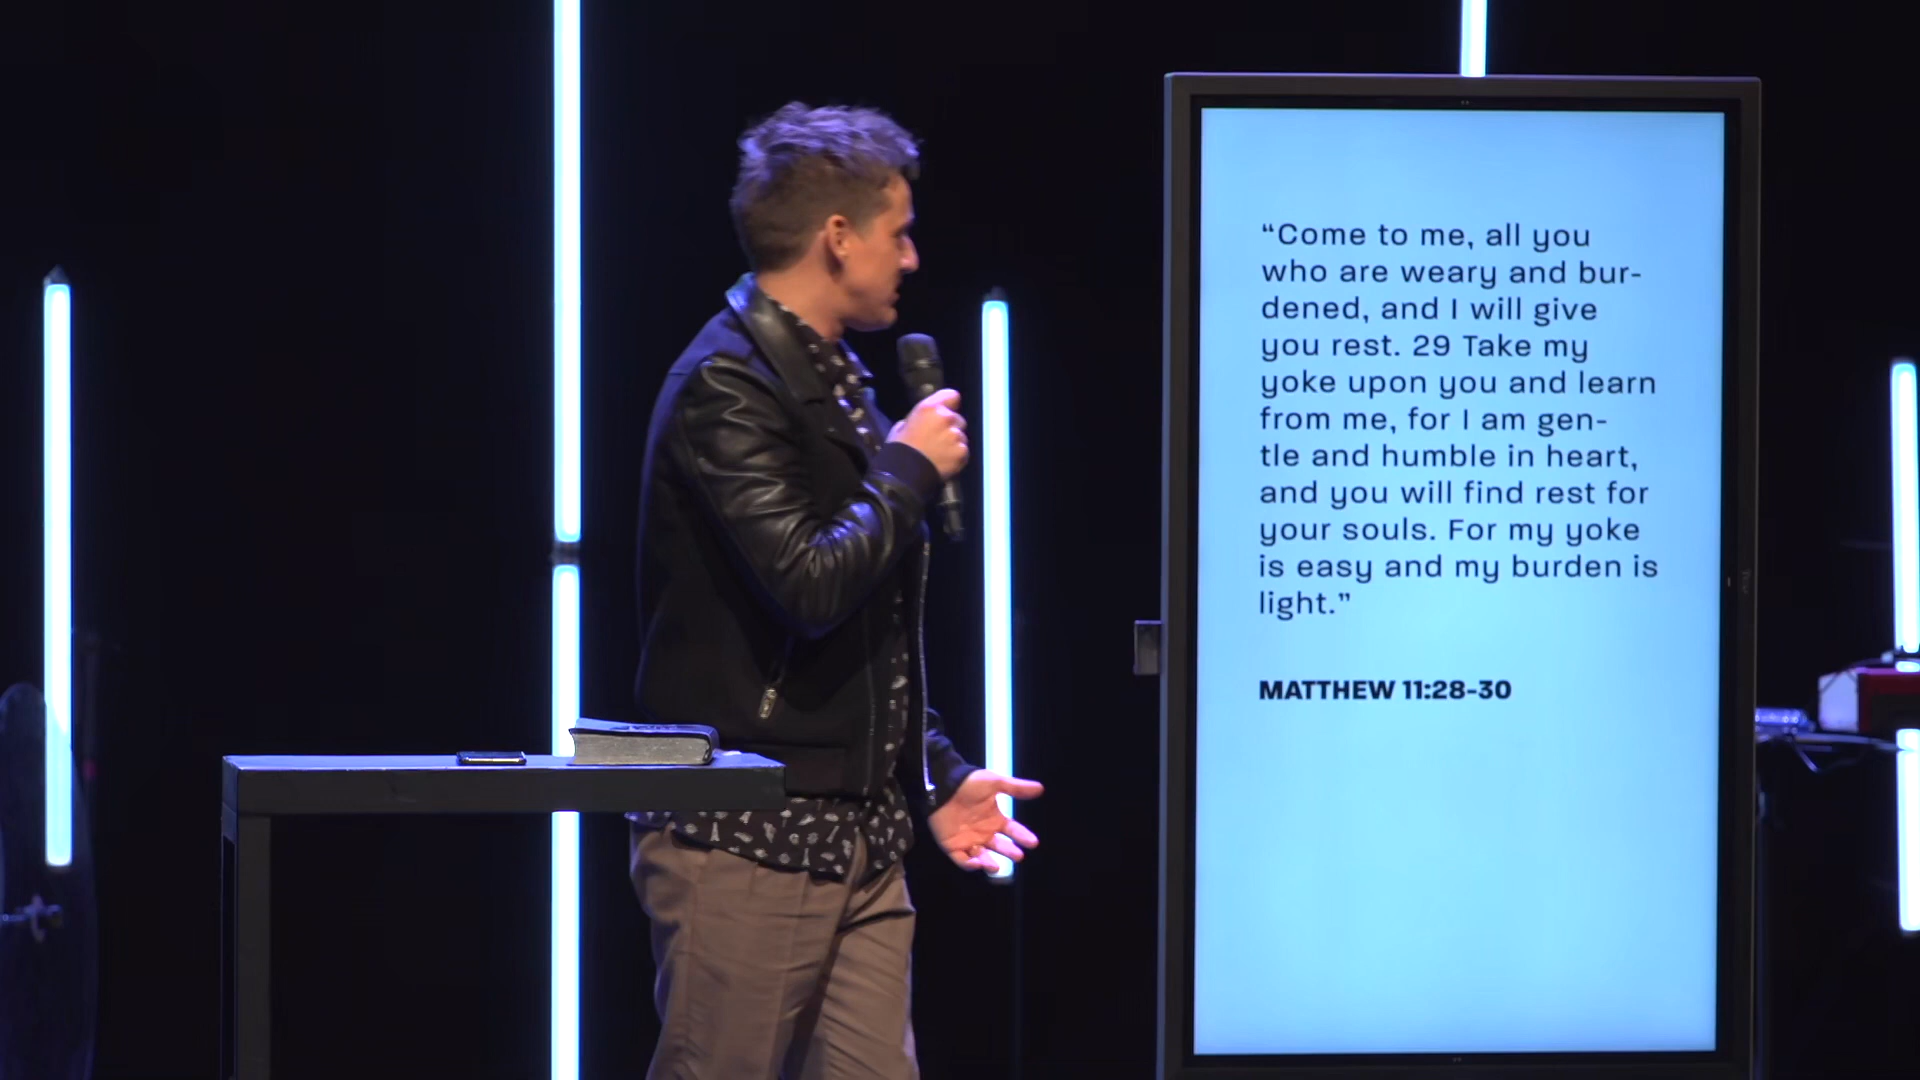 “Come to me, all you
who are weary and bur-
dened, and I will give
you rest. 29 Take my
yoke upon you and learn
from me, for I am gen-
tle and humble in heart,
and you will find rest for
your souls. For my yoke
is easy and my burden is
light.”
MATTHEW 11:28-30